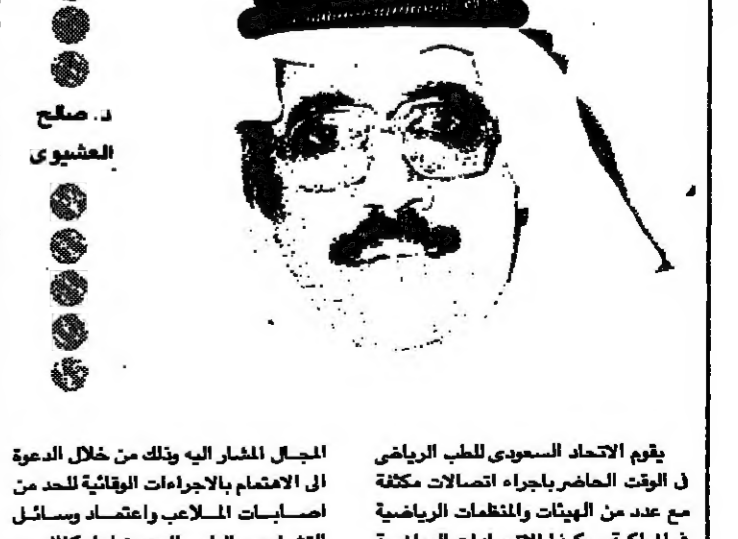 د. صالح
العشيوى
يقوم الاتحاد السعودى للطب الرياضى
فى الوقت الحاضر باجراء اتصالات مكثفة
مع عدد من الهيئات والمنظمات الرياضية
المجال المشار اليه وذلك من خلال الدعوة
الى الاهتمام بالاجراءات الوقائية للحد من
اصابات الملاعب واعتماد وسائل